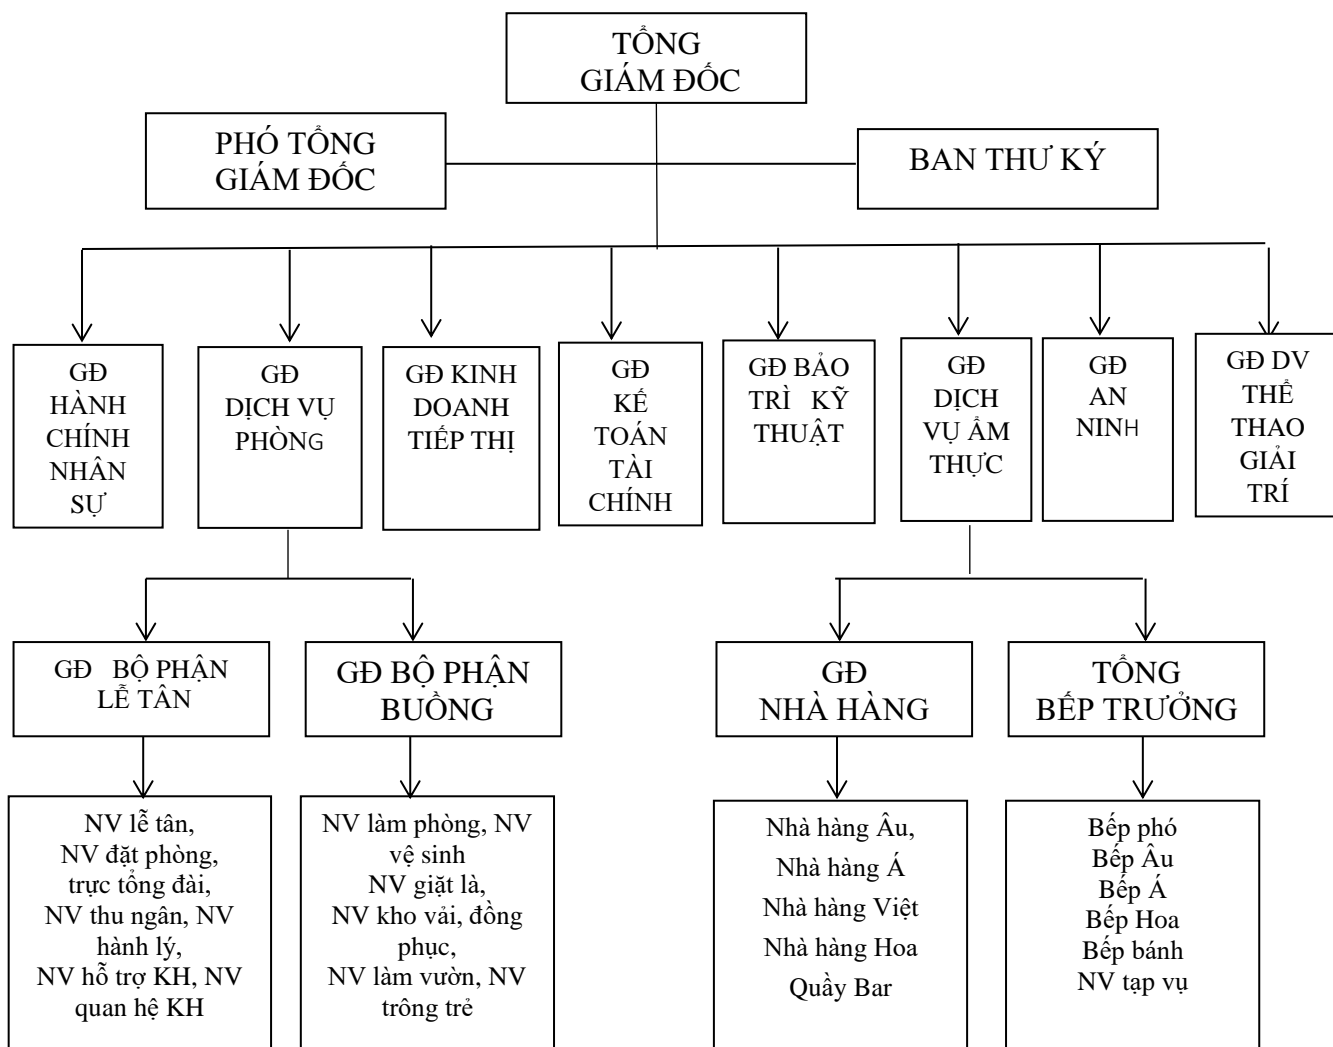 TỔNG
GIÁM ĐỐC
PHÓ TỔNG
GIÁM ĐỐC
BAN THƯ KÝ
GĐ
HÀNH
CHÍNH
NHÂN
SỰ
GĐ
DỊCH VỤ
PHÒNG
GĐ KINH
DOANH
TIẾP THỊ
GĐ
KẾ
TOÁN
TÀI
CHÍNH
GĐ BẢO
TRÌ KỸ
THUẬT
GĐ
DỊCH
VỤ ẨM
THỰC
GĐ
AN
NINH
GĐ DV
THỂ
THAO
GIẢI
TRÍ
GĐ BỘ PHẬN
LỄ TÂN
GĐ BỘ PHẬN
BUỒNG
GĐ
NHÀ HÀNG
TỔNG
BẾP TRƯỞNG
NV lễ tân,
NV đặt phòng,
trực tổng đài,
NV thu ngân, NV
hành lý,
NV hỗ trợ KH, NV
quan hệ KH
NV làm phòng, NV
vệ sinh
NV giặt là,
NV kho vải, đồng
phục,
NV làm vườn, NV
trông trẻ
Nhà hàng Âu,
Nhà hàng Á
Nhà hàng Việt
Nhà hàng Hoa
Quầy Bar
Bếp phó
Bếp Âu
Bếp Á
Bếp Hoa
Bếp bánh
NV tạp vụ